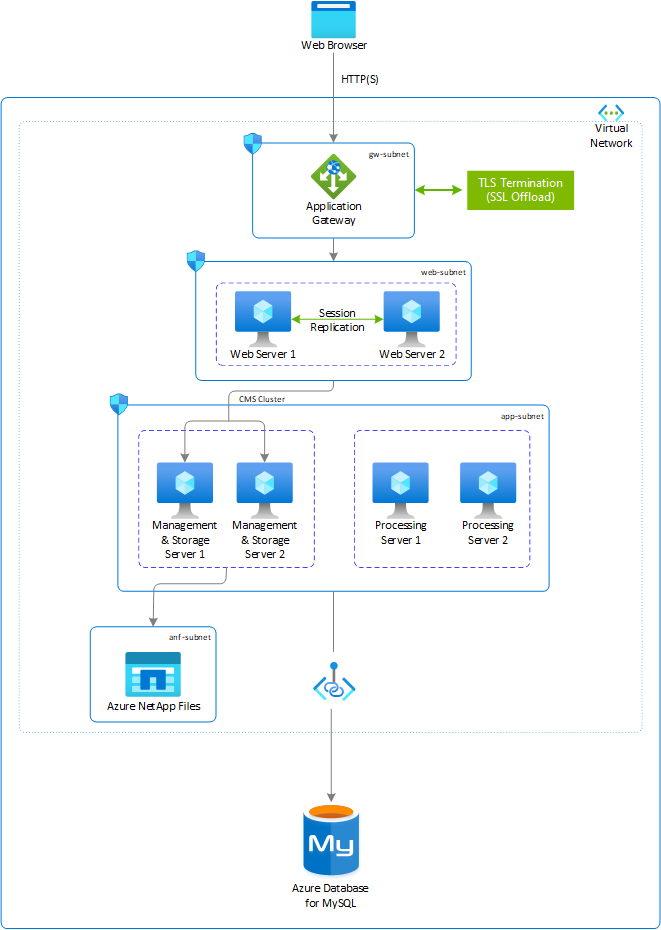 Web Browser
HTTP(S)
Virtual
Network
gw-subnet
Application
Gateway
TLS Termination
(SSL Offload)
web-subnet
Session
Replication
Web Server 1
Web Server 2
CMS Cluster
app-subnet
Management
& Storage
Server 1
Management
& Storage
Server 2
Processing
Server 1
Processing
Server 2
anf-subnet
Azure NetApp Files
My
Azure Database
for MySQL